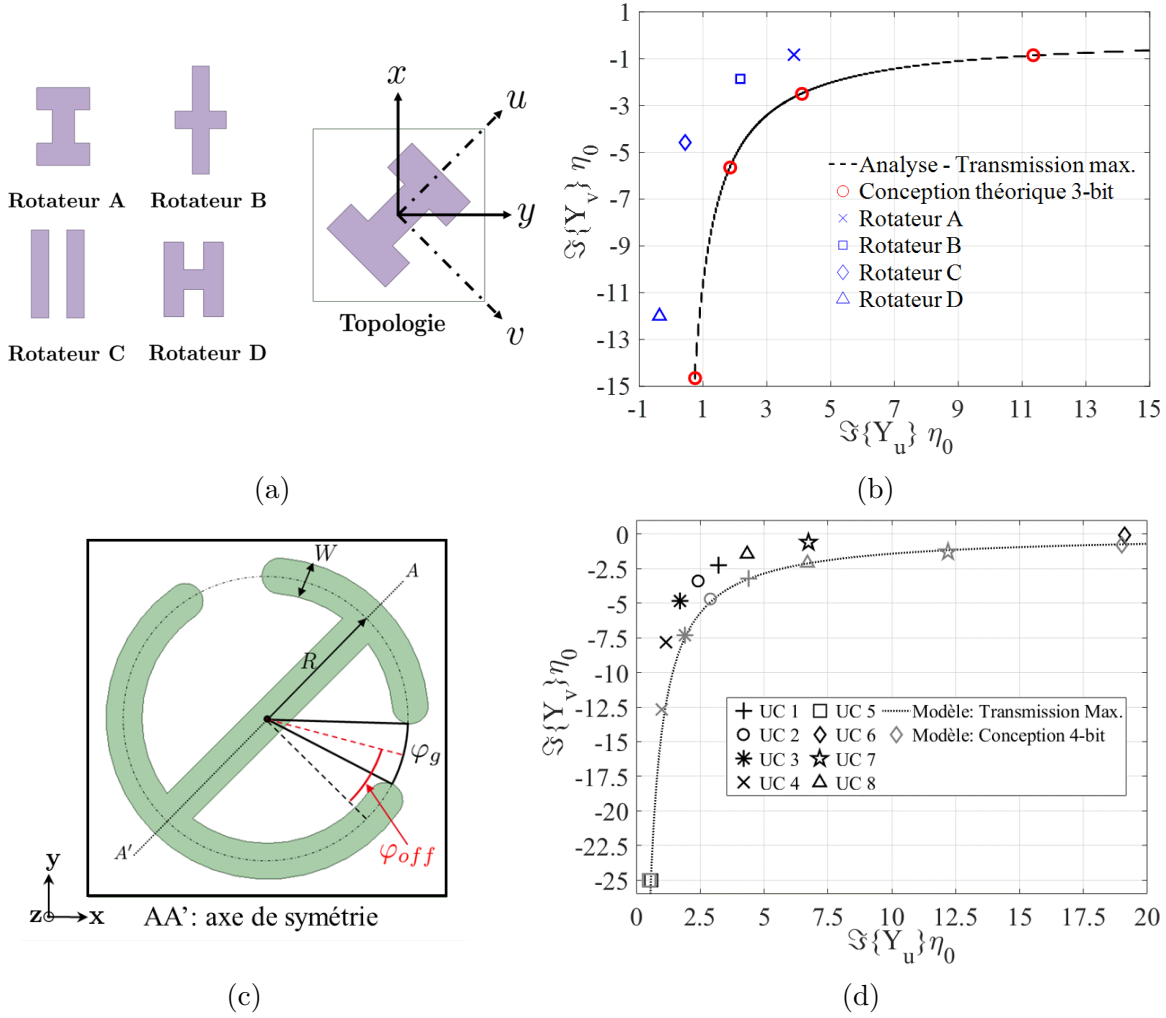 Rotateur A
Rotateur B
Rotateur C
Rotateur D
x
u
y
v
Topologie
(a)
1
-1
-3
-5
-7
-9
-11
-13
-15
ℑ{Y_v} η_0
-1
1
3
5
7
9
11
13
15
ℑ{Y_u} η_0
Analyse - Transmission max.
Conception théorique 3-bit
Rotateur A
Rotateur B
Rotateur C
Rotateur D
(b)
W
A
R
φ_g
φ_off
A'
y
z
x
AA’: axe de symétrie
(c)
0
-2.5
-5
-7.5
-10
-12.5
-15
-17.5
-20
-22.5
-25
ℑ{Y_v}η_0
0
2.5
5
7.5
10
12.5
15
17.5
20
ℑ{Y_u}η_0
UC 1
UC 2
UC 3
UC 4
UC 5
UC 6
UC 7
UC 8
Modèle: Transmission Max.
Modèle: Conception 4-bit
(d)